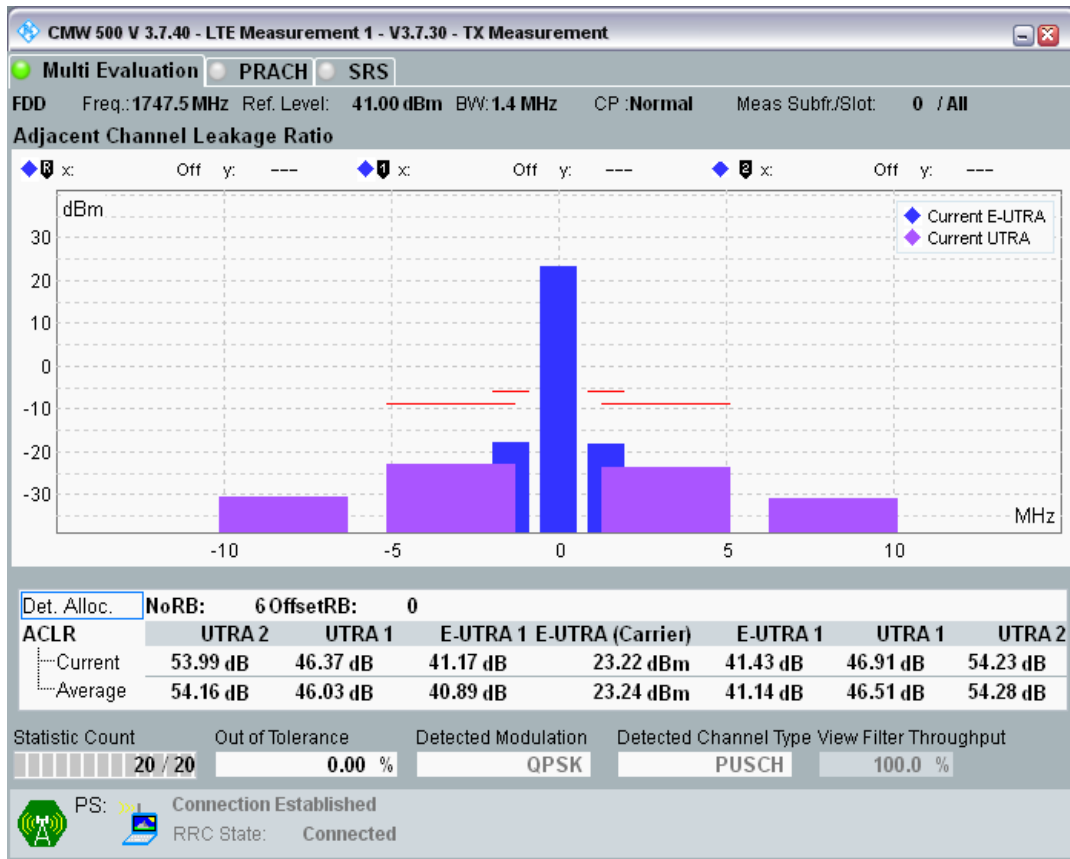 CMW 500 V 3.7.40 - LTE Measurement 1 - V3.7.30 - TX Measurement
Multi Evaluation PRACH SRS
FDD Freq.: 1747.5 MHz Ref. Level: 41.00 dBm BW: 1.4 MHz CP :Normal Meas Subfr./Slot: 0 / All
Adjacent Channel Leakage Ratio
R x: Off y: --- 1 x: Off y: --- 2 x: Off y: ---
dBm
Current E-UTRA
Current UTRA
30
20
10
0
-10
-20
-30
MHz
-10 -5 0 5 10
Det. Alloc. NoRB: 6 OffsetRB: 0
ACLR UTRA 2 UTRA 1 E-UTRA 1 E-UTRA (Carrier) E-UTRA 1 UTRA 1 UTRA 2
Current 53.99 dB 46.37 dB 41.17 dB 23.22 dBm 41.43 dB 46.91 dB 54.23 dB
Average 54.16 dB 46.03 dB 40.89 dB 23.24 dBm 41.14 dB 46.51 dB 54.28 dB
Statistic Count Out of Tolerance Detected Modulation Detected Channel Type View Filter Throughput
20 / 20 0.00 % QPSK PUSCH 100.0 %
PS: Connection Established
RRC State: Connected